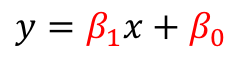 y = β₁x + β₀